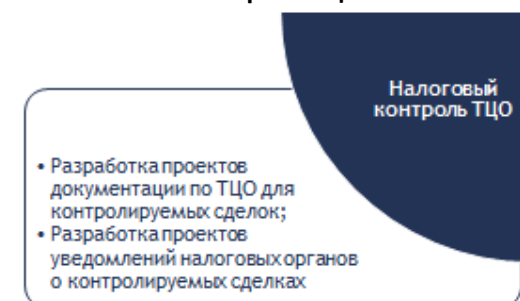 Налоговый
контроль ТЦО
• Разработка проектов
документации по ТЦО для
контролируемых сделок;
• Разработка проектов
уведомлений налоговых органов
о контролируемых сделках